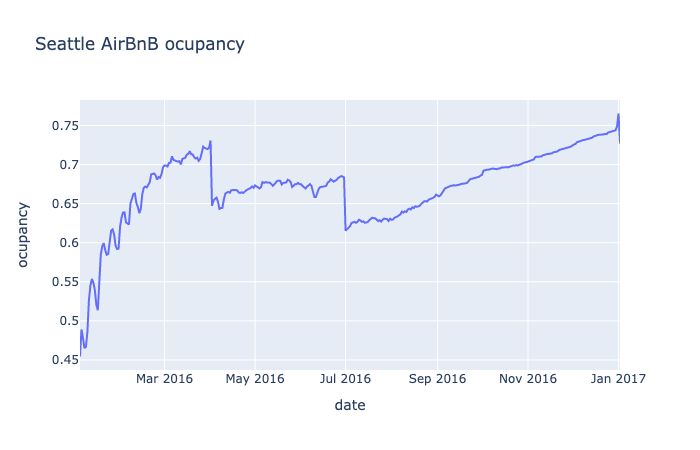 Seattle AirBnB ocupancy
0.75
0.7
0.65
0.6
0.55
0.5
0.45
ocupancy
Mar 2016 May 2016 Jul 2016 Sep 2016 Nov 2016 Jan 2017
date